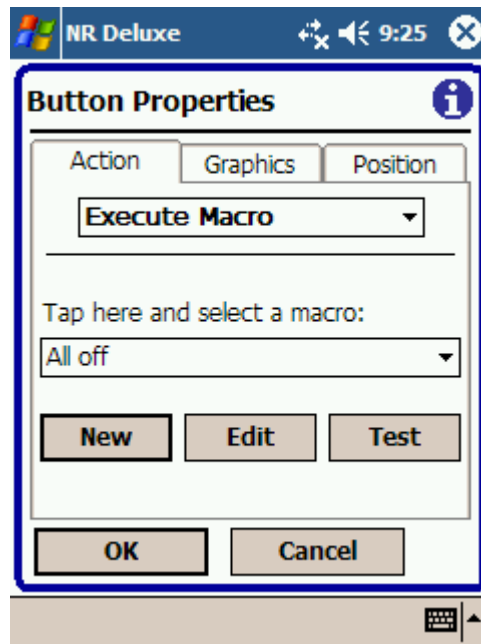 NR Deluxe 9:25
Button Properties
Action Graphics Position
Execute Macro
Tap here and select a macro:
All off
New Edit Test
OK Cancel